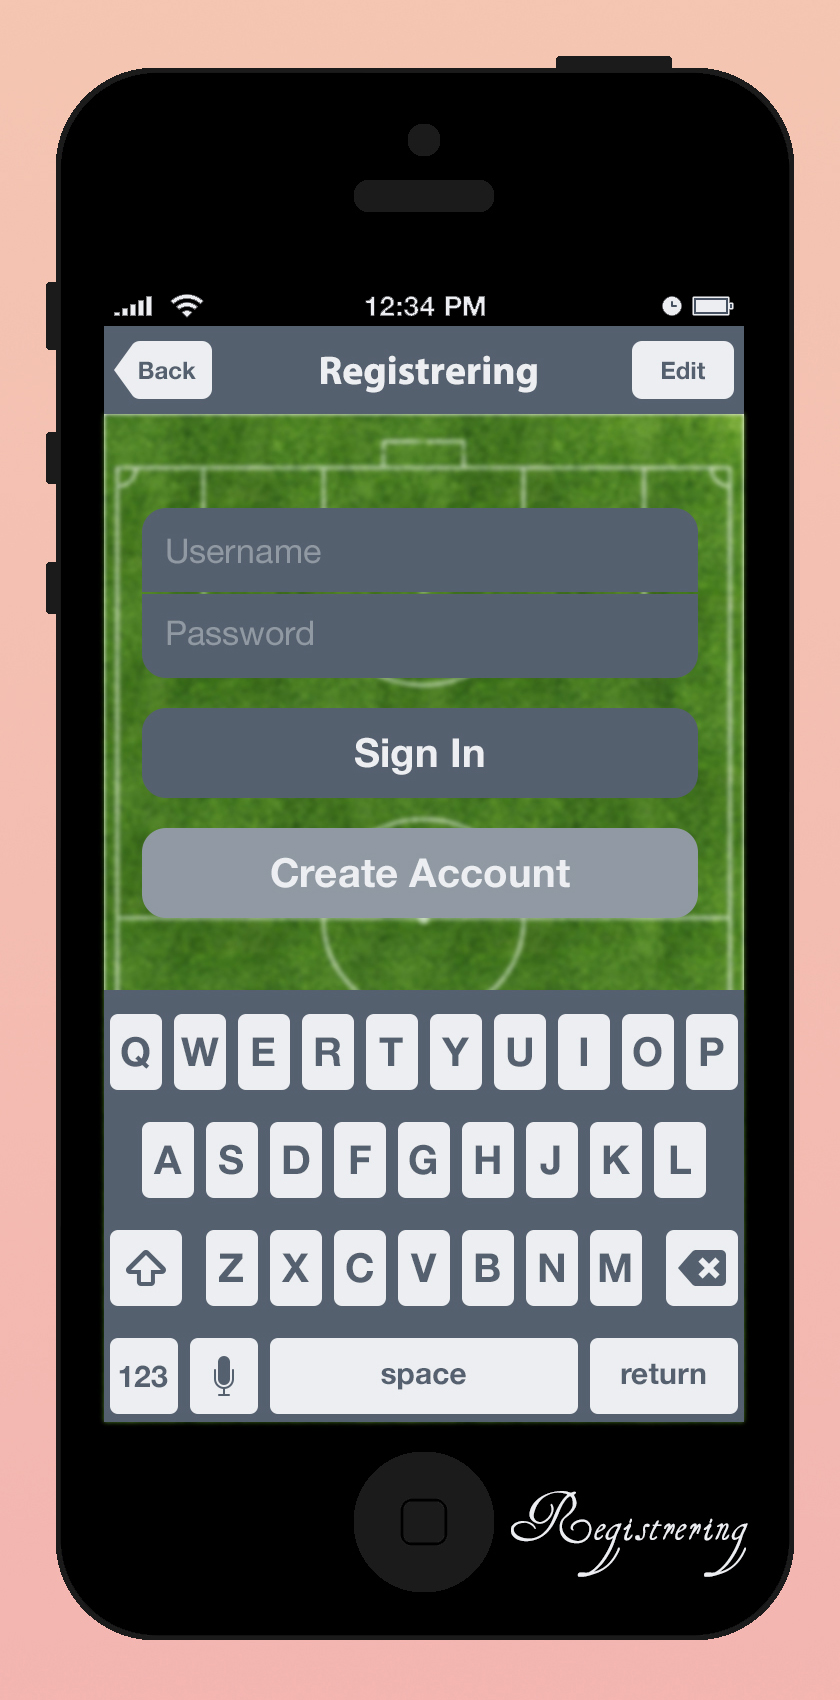 12:34 PM
Back Registrering Edit
Username
Password
Sign In
Create Account
Q W E R T Y U I O P
A S D F G H J K L
Z X C V B N M
123 space return
Registrering